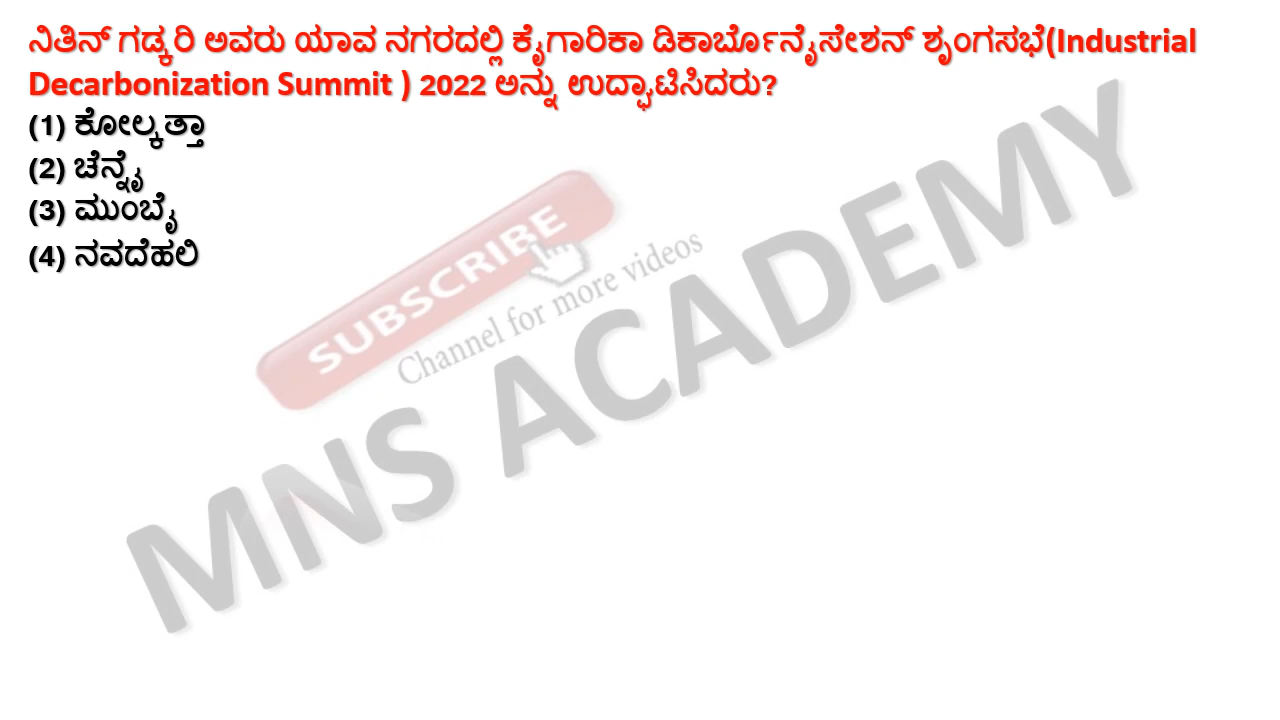 ನಿತಿನ್ ಗಡ್ಕರಿ ಅವರು ಯಾವ ನಗರದಲ್ಲಿ ಕೈಗಾರಿಕಾ ಡಿಕಾರ್ಬೊನೈಸೇಶನ್ ಶೃಂಗಸಭೆ(Industrial
Decarbonization Summit ) 2022 ಅನ್ನು ಉದ್ಘಾಟಿಸಿದರು?
(1) ಕೋಲ್ಕತ್ತಾ
(2) ಚೆನ್ನೈ
(3) ಮುಂಬೈ
(4) ನವದೆಹಲಿ
SUBSCRIBE
Channel for more videos
MNS ACADEMY